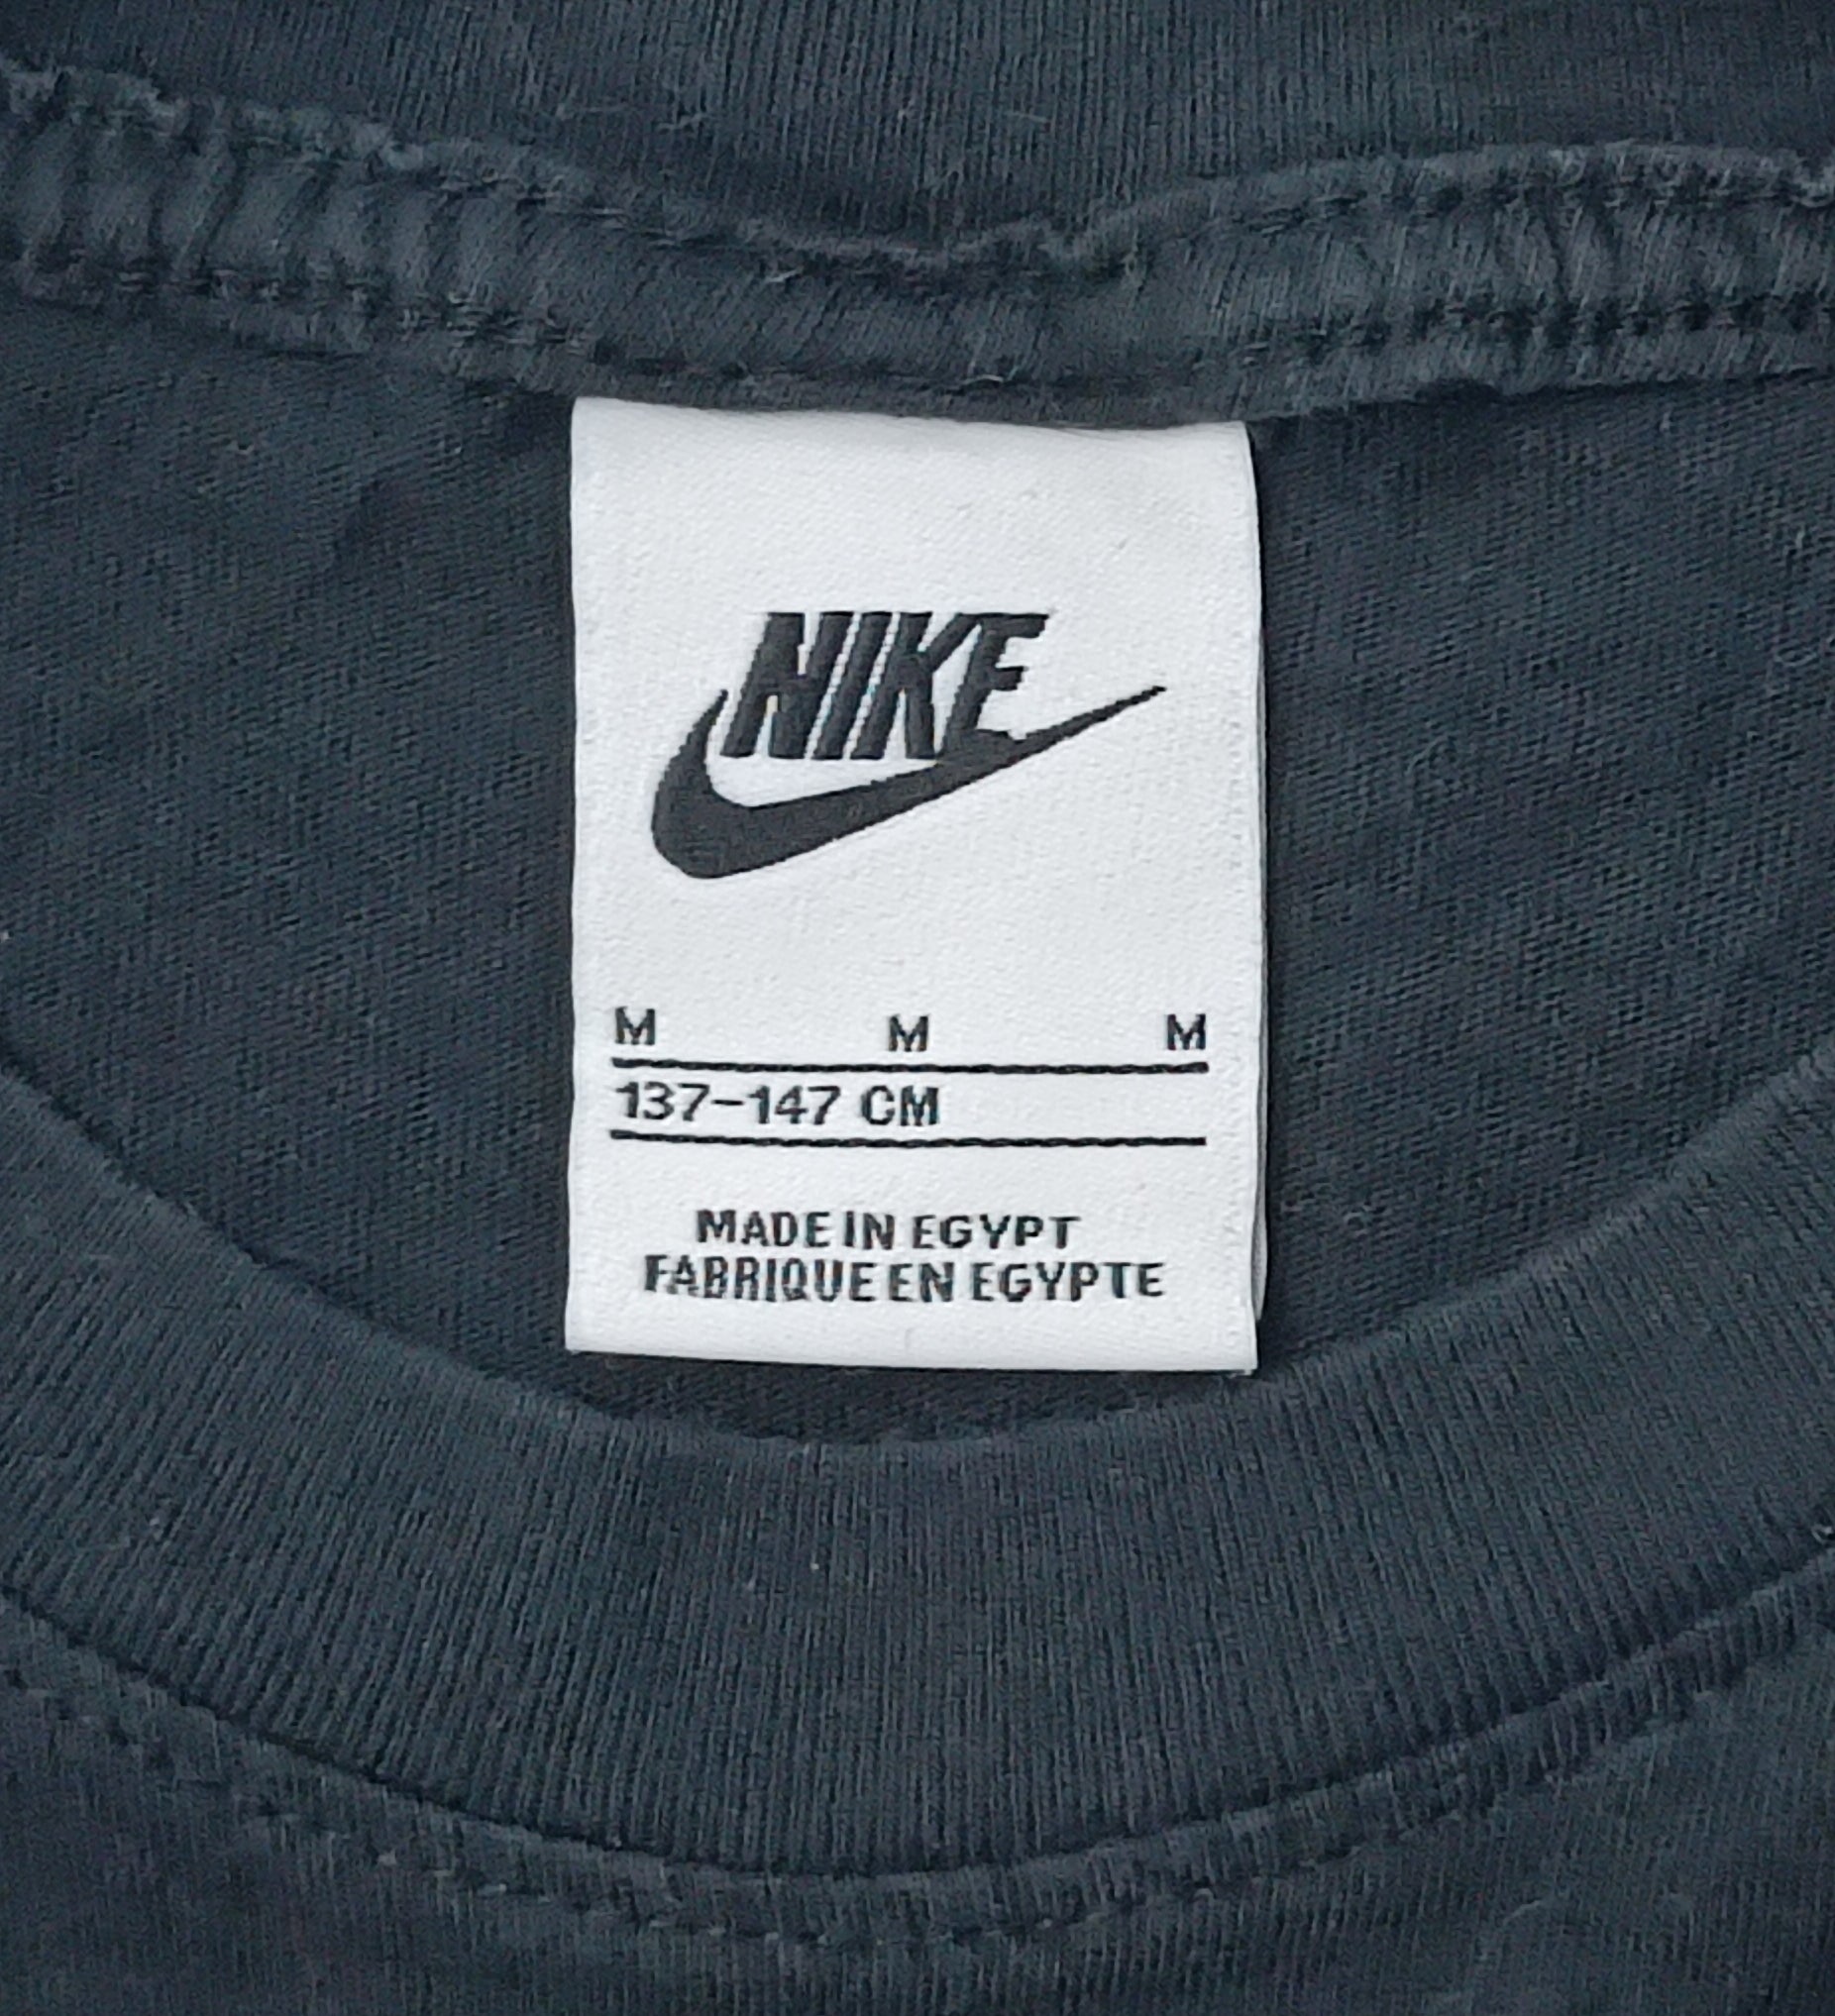 NIKE
M M M
137-147 CM
MADE IN EGYPT
FABRIQUE EN EGYPTE